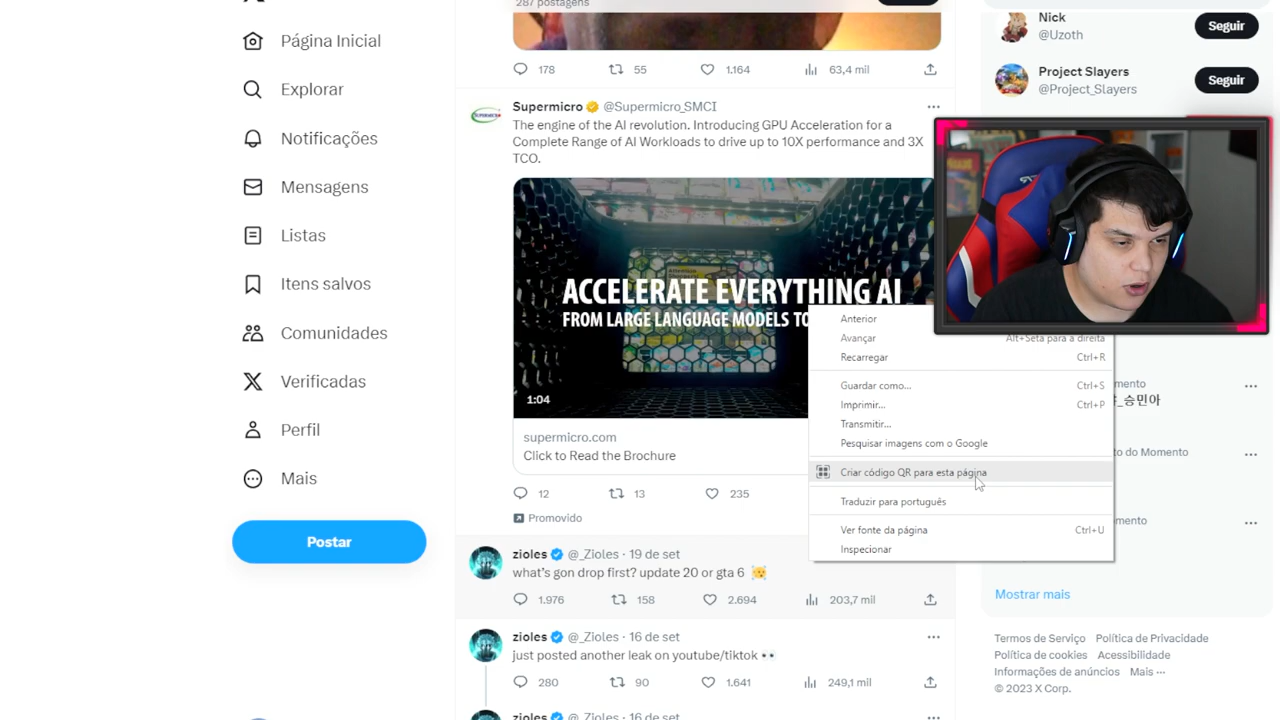 287 postagens
Página Inicial
Explorar
Notificações
Mensagens
Listas
Itens salvos
Comunidades
Verificadas
Perfil
Mais
Postar
178 55 1.164 63,4 mil
Supermicro @Supermicro_SMCI
The engine of the AI revolution. Introducing GPU Acceleration for a
Complete Range of AI Workloads to drive up to 10X performance and 3X
TCO.
ACCELERATE EVERYTHING AI
FROM LARGE LANGUAGE MODELS TO
1:04
supermicro.com
Click to Read the Brochure
12 13 235
Promovido
zioles @_Zioles · 19 de set
what's gon drop first? update 20 or gta 6
1.976 158 2.694 203,7 mil
zioles @_Zioles · 16 de set
just posted another leak on youtube/tiktok 👀
280 90 1.641 249,1 mil
zioles @_Zioles · 16 de set
Anterior
Avançar Alt+Seta para a direita
Recarregar Ctrl+R
Guardar como... Ctrl+S
Imprimir... Ctrl+P
Transmitir...
Pesquisar imagens com o Google
Criar código QR para esta página
Traduzir para português
Ver fonte da página Ctrl+U
Inspecionar
Nick
@Uzoth
Seguir
Project Slayers
@Project_Slayers
Seguir
mento
_승민아
to do Momento
mento
Mostrar mais
Termos de Serviço Política de Privacidade
Política de cookies Acessibilidade
Informações de anúncios Mais ···
© 2023 X Corp.